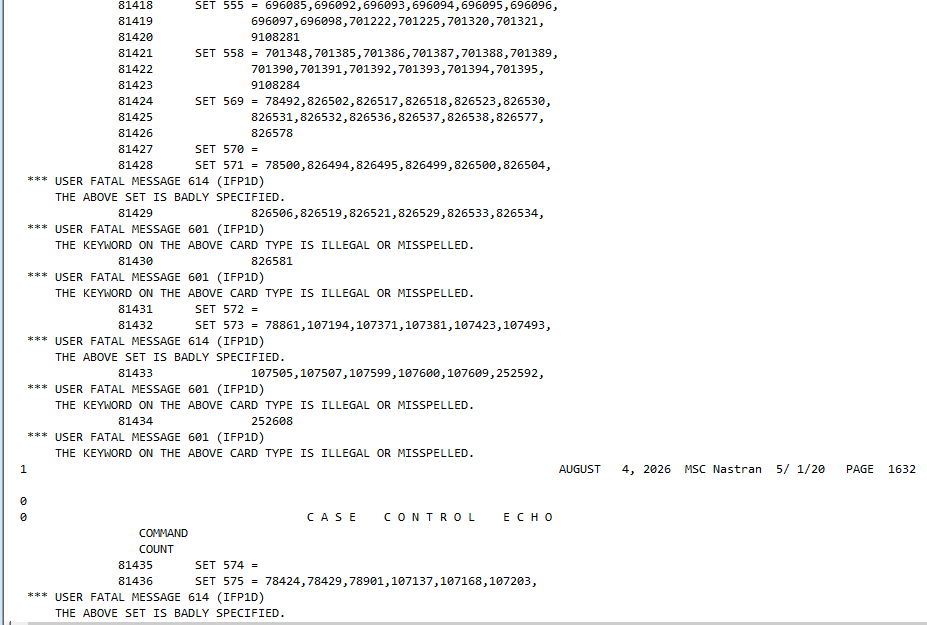 81418 SET 555 = 696085,696092,696093,696094,696095,696096,
81419 696097,696098,701222,701225,701320,701321,
81420 9108281
81421 SET 558 = 701348,701385,701386,701387,701388,701389,
81422 701390,701391,701392,701393,701394,701395,
81423 9108284
81424 SET 569 = 78492,826502,826517,826518,826523,826530,
81425 826531,826532,826536,826537,826538,826577,
81426 826578
81427 SET 570 =
81428 SET 571 = 78500,826494,826495,826499,826500,826504,
*** USER FATAL MESSAGE 614 (IFP1D)
THE ABOVE SET IS BADLY SPECIFIED.
81429 826506,826519,826521,826529,826533,826534,
*** USER FATAL MESSAGE 601 (IFP1D)
THE KEYWORD ON THE ABOVE CARD TYPE IS ILLEGAL OR MISSPELLED.
81430 826581
*** USER FATAL MESSAGE 601 (IFP1D)
THE KEYWORD ON THE ABOVE CARD TYPE IS ILLEGAL OR MISSPELLED.
81431 SET 572 =
81432 SET 573 = 78861,107194,107371,107381,107423,107493,
*** USER FATAL MESSAGE 614 (IFP1D)
THE ABOVE SET IS BADLY SPECIFIED.
81433 107505,107507,107599,107600,107609,252592,
*** USER FATAL MESSAGE 601 (IFP1D)
THE KEYWORD ON THE ABOVE CARD TYPE IS ILLEGAL OR MISSPELLED.
81434 252608
*** USER FATAL MESSAGE 601 (IFP1D)
THE KEYWORD ON THE ABOVE CARD TYPE IS ILLEGAL OR MISSPELLED.
1 AUGUST 4, 2026 MSC Nastran 5/ 1/20 PAGE 1632
0
0 C A S E C O N T R O L E C H O
COMMAND
COUNT
81435 SET 574 =
81436 SET 575 = 78424,78429,78901,107137,107168,107203,
*** USER FATAL MESSAGE 614 (IFP1D)
THE ABOVE SET IS BADLY SPECIFIED.